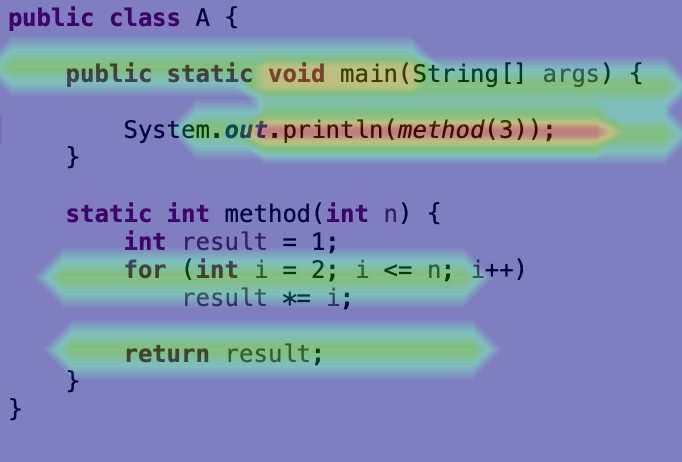 public class A {
    public static void main(String[] args) {
        System.out.println(method(3));
    }
    static int method(int n) {
        int result = 1;
        for (int i = 2; i <= n; i++)
            result *= i;
        return result;
    }
}